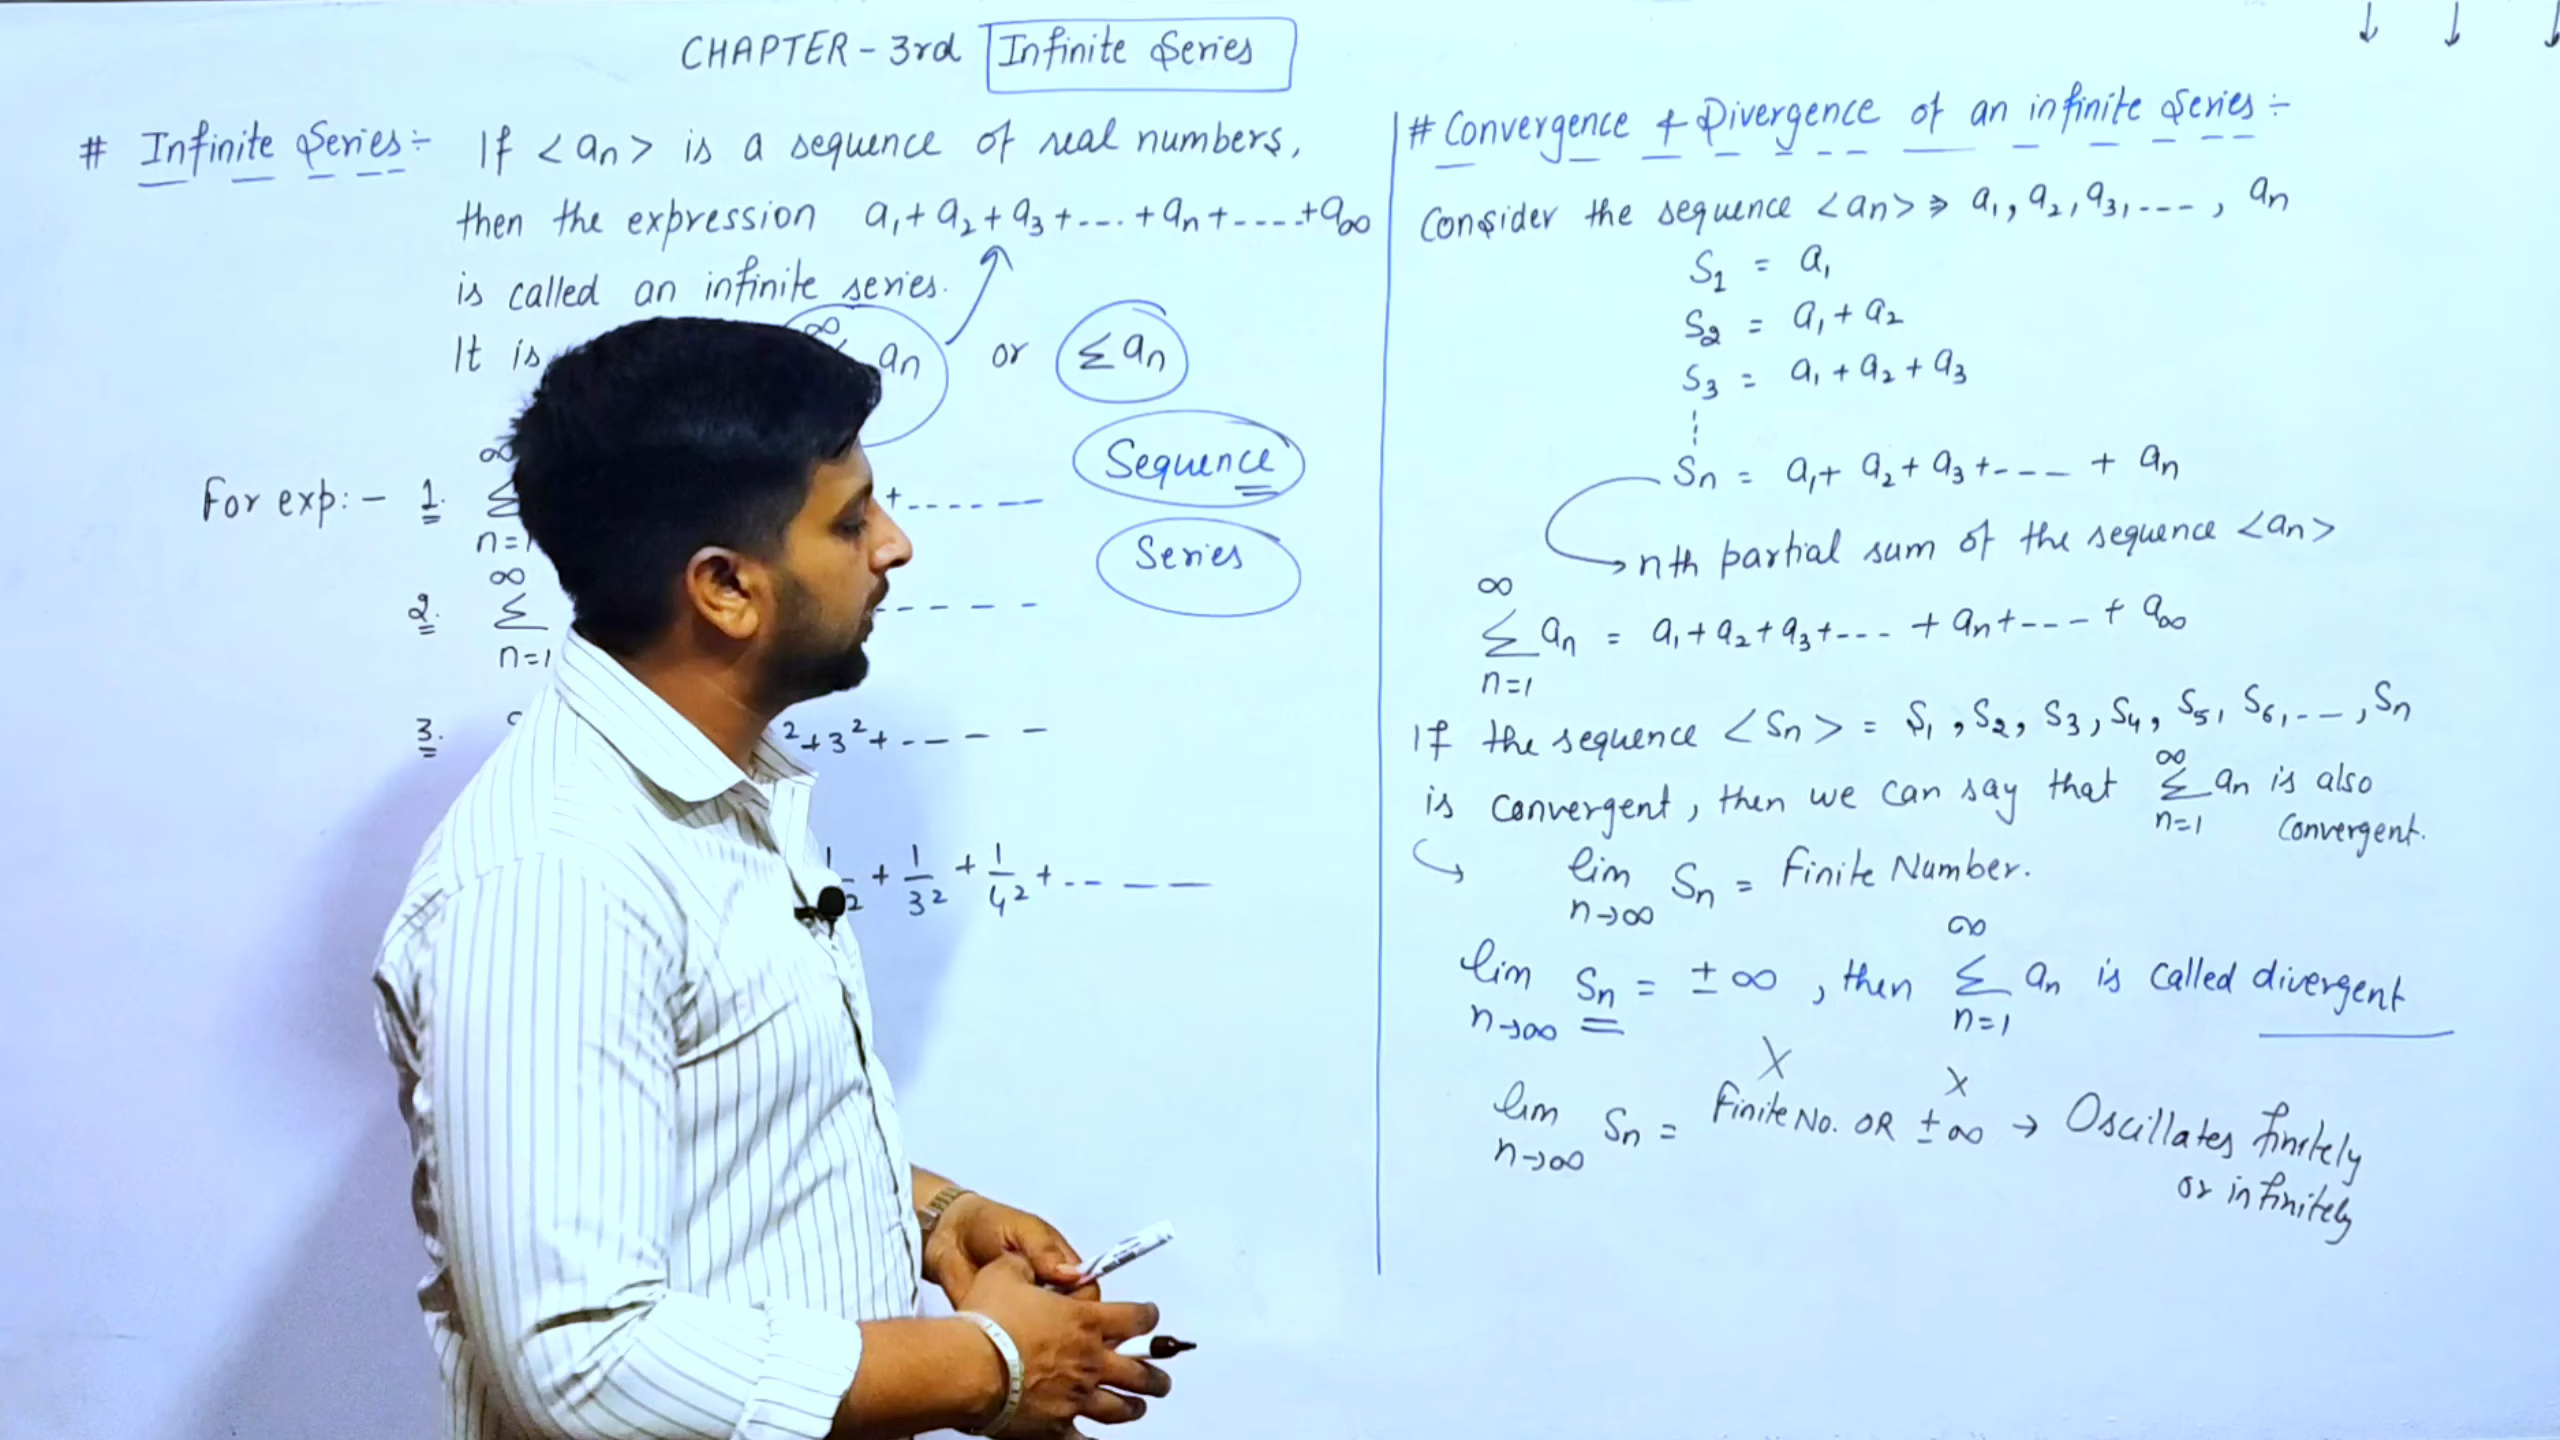 CHAPTER - 3rd Infinite Series
# Infinite Series:- If <an> is a sequence of real numbers,
then the expression a₁ + a₂ + a₃ + ---- + an + ---- + a∞
is called an infinite series.
It is ∞ an or Σ an
Sequence
Series
For exp:- 1. ∞ Σ n=1 + ------
2. ∞ Σ n=1 -----
3. ² + 3² + -- - -
1/2 + 1/3² + 1/4² + -- - -
# Convergence & Divergence of an infinite Series:-
Consider the sequence <an> ⇒ a₁, a₂, a₃, ---, an
S₁ = a₁
S₂ = a₁ + a₂
S₃ = a₁ + a₂ + a₃
Sn = a₁ + a₂ + a₃ + --- + an
→ nth partial sum of the sequence <an>
∞ Σ n=1 an = a₁ + a₂ + a₃ + --- + an + --- + a∞
If the sequence <Sn> = S₁, S₂, S₃, S₄, S₅, S₆, --, Sn
is convergent, then we can say that ∞ Σ n=1 an is also
convergent.
lim n→∞ Sn = Finite Number.
lim n→∞ Sn = ± ∞, then ∞ Σ n=1 an is called divergent
X X
lim n→∞ Sn = Finite No. OR ± ∞ → Oscillates finitely
or infinitely